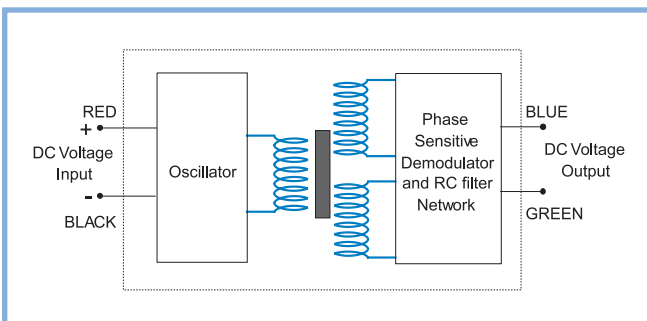 RED
+
DC Voltage
Input
-
BLACK
Oscillator
Phase
Sensitive
Demodulator
and RC filter
Network
BLUE
DC Voltage
Output
GREEN